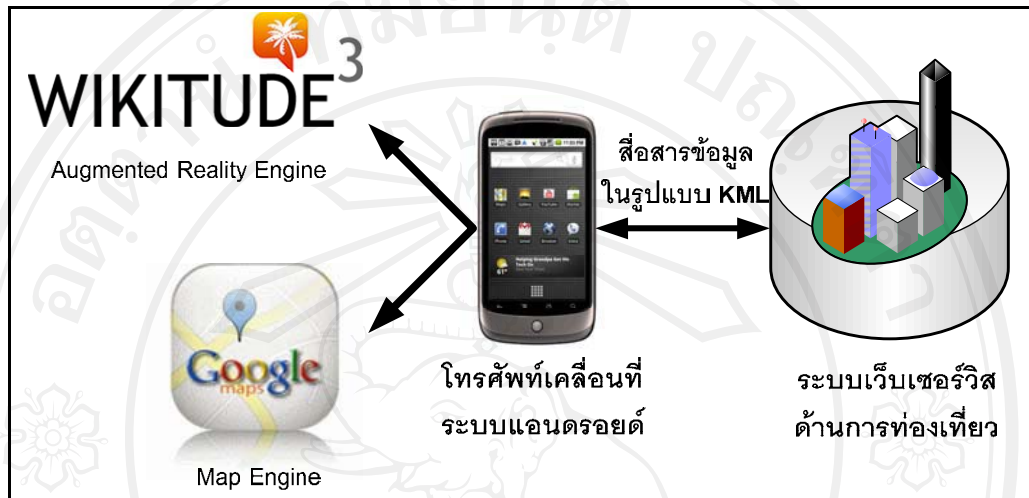 WIKITUDE 3
Augmented Reality Engine
Google
maps
Map Engine
โทรศัพท์เคลื่อนที่
ระบบแอนดรอยด์
สื่อสารข้อมูล
ในรูปแบบ KML
ระบบเว็บเซอร์วิส
ด้านการท่องเที่ยว